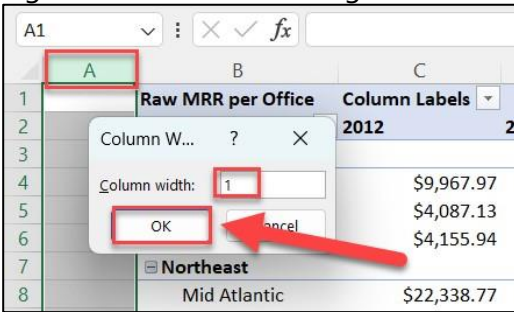 A1 fx
A B C
1 Raw MRR per Office Column Labels
2 2012 2
3
4 $9,967.97
5 $4,087.13
6 $4,155.94
7 Northeast
8 Mid Atlantic $22,338.77
Column W... ? X
Column width: 1
OK